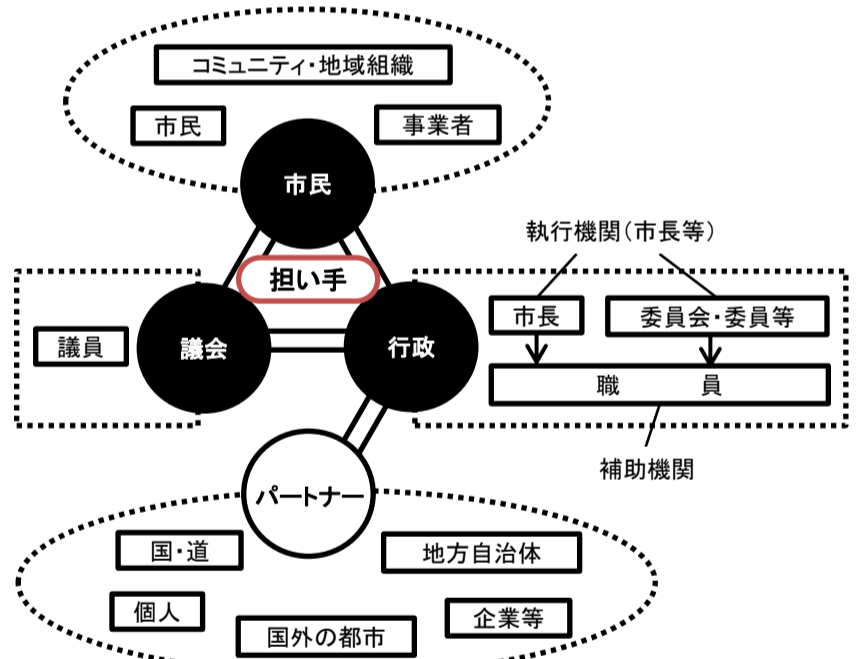 コミュニティ・地域組織
市民
事業者
市民
執行機関(市長等)
担い手
市長
委員会・委員等
議員
議会
行政
職員
補助機関
パートナー
国・道
地方自治体
個人
企業等
国外の都市